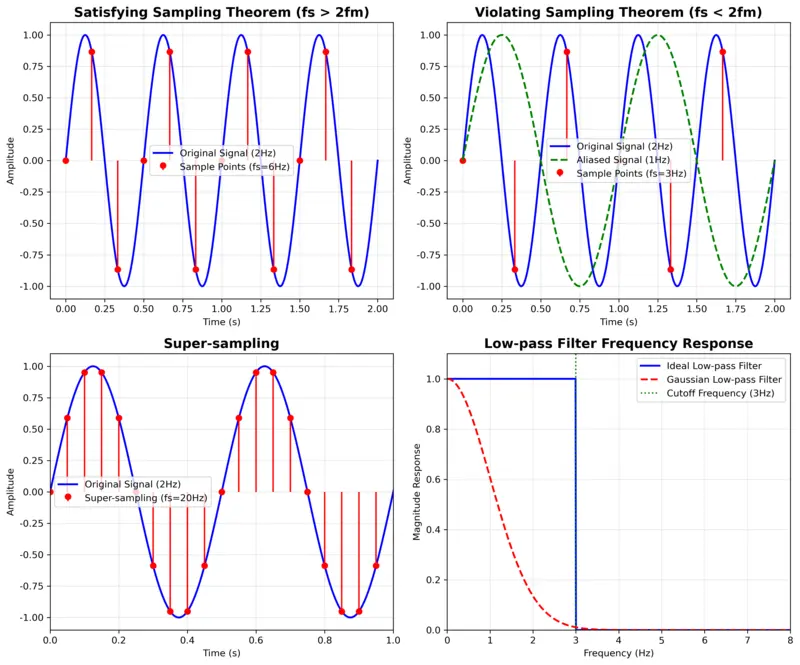 Satisfying Sampling Theorem (fs > 2fm)
1.00
0.75
0.50
0.25
0.00
-0.25
-0.50
-0.75
-1.00
Amplitude
Original Signal (2Hz)
Sample Points (fs=6Hz)
0.00 0.25 0.50 0.75 1.00 1.25 1.50 1.75 2.00
Time (s)
Violating Sampling Theorem (fs < 2fm)
1.00
0.75
0.50
0.25
0.00
-0.25
-0.50
-0.75
-1.00
Amplitude
Original Signal (2Hz)
Aliased Signal (1Hz)
Sample Points (fs=3Hz)
0.00 0.25 0.50 0.75 1.00 1.25 1.50 1.75 2.00
Time (s)
Super-sampling
1.00
0.75
0.50
0.25
0.00
-0.25
-0.50
-0.75
-1.00
Amplitude
Original Signal (2Hz)
Super-sampling (fs=20Hz)
0.0 0.2 0.4 0.6 0.8 1.0
Time (s)
Low-pass Filter Frequency Response
1.0
0.8
0.6
0.4
0.2
0.0
Magnitude Response
Ideal Low-pass Filter
Gaussian Low-pass Filter
Cutoff Frequency (3Hz)
0 1 2 3 4 5 6 7 8
Frequency (Hz)